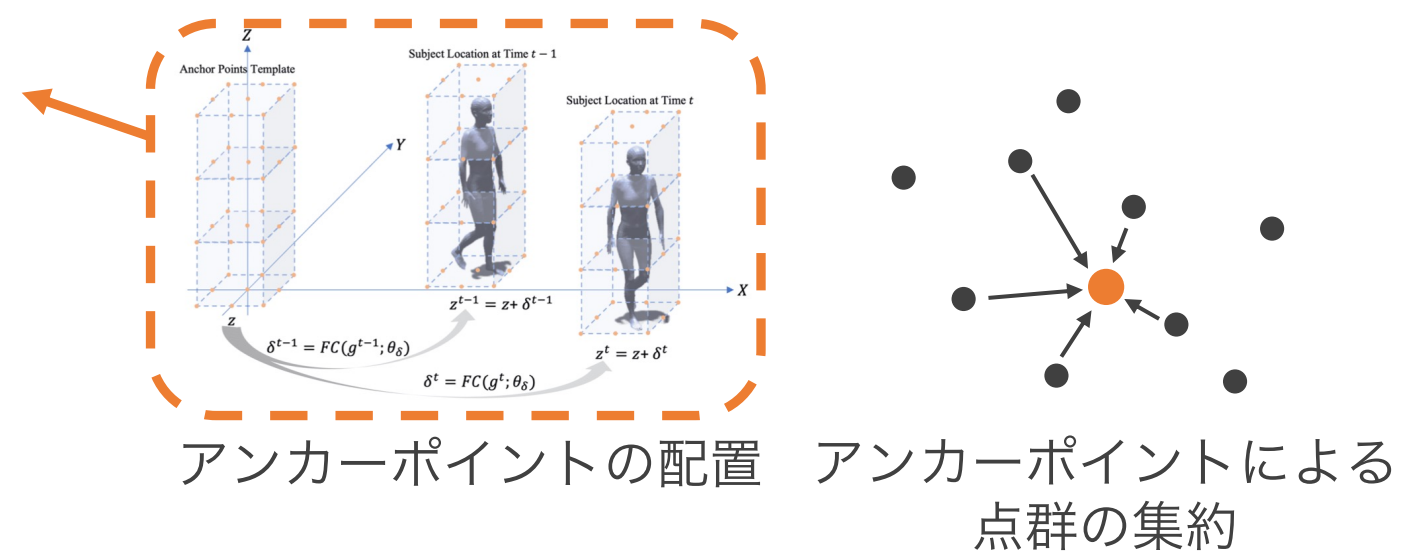 Z
Anchor Points Template
Subject Location at Time t − 1
Subject Location at Time t
Y
X
z
z^{t−1} = z+ δ^{t−1}
δ^{t−1} = FC(g^{t−1}; θ_δ)
z^t = z+ δ^t
δ^t = FC(g^t; θ_δ)
アンカーポイントの配置
アンカーポイントによる
点群の集約